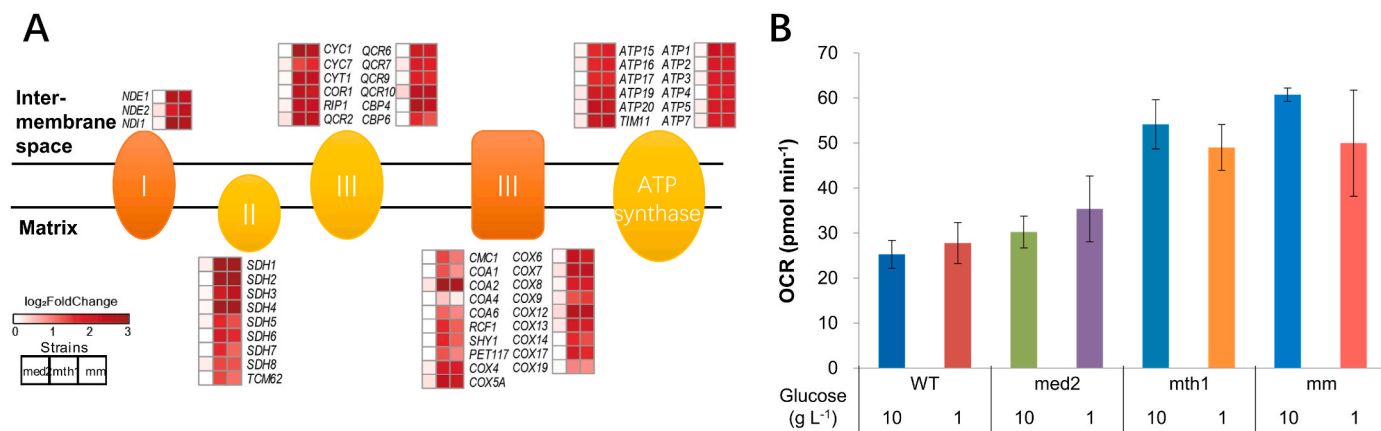 A
Inter-
membrane
space
Matrix
NDE1
NDE2
NDI1
CYC1 QCR6
CYC7 QCR7
CYT1 QCR9
COR1 QCR10
RIP1 CBP4
QCR2 CBP6
ATP15 ATP1
ATP16 ATP2
ATP17 ATP3
ATP19 ATP4
ATP20 ATP5
TIM11 ATP7
I
II
III
III
ATP
synthase
SDH1
SDH2
SDH3
SDH4
SDH5
SDH6
SDH7
SDH8
TCM62
CMC1 COX6
COA1 COX7
COA2 COX8
COA4 COX9
COA6 COX12
RCF1 COX13
SHY1 COX14
PET117 COX17
COX4 COX19
COX5A
log₂FoldChange
0 1 2 3
Strains
med2 mth1 mm
B
OCR (pmol min⁻¹)
70
60
50
40
30
20
10
0
WT med2 mth1 mm
Glucose
(g L⁻¹)
10 1 10 1 10 1 10 1